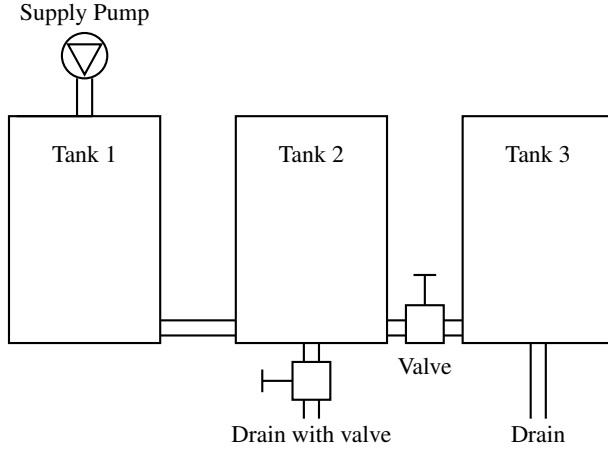 Supply Pump
Tank 1
Tank 2
Tank 3
Valve
Drain with valve
Drain